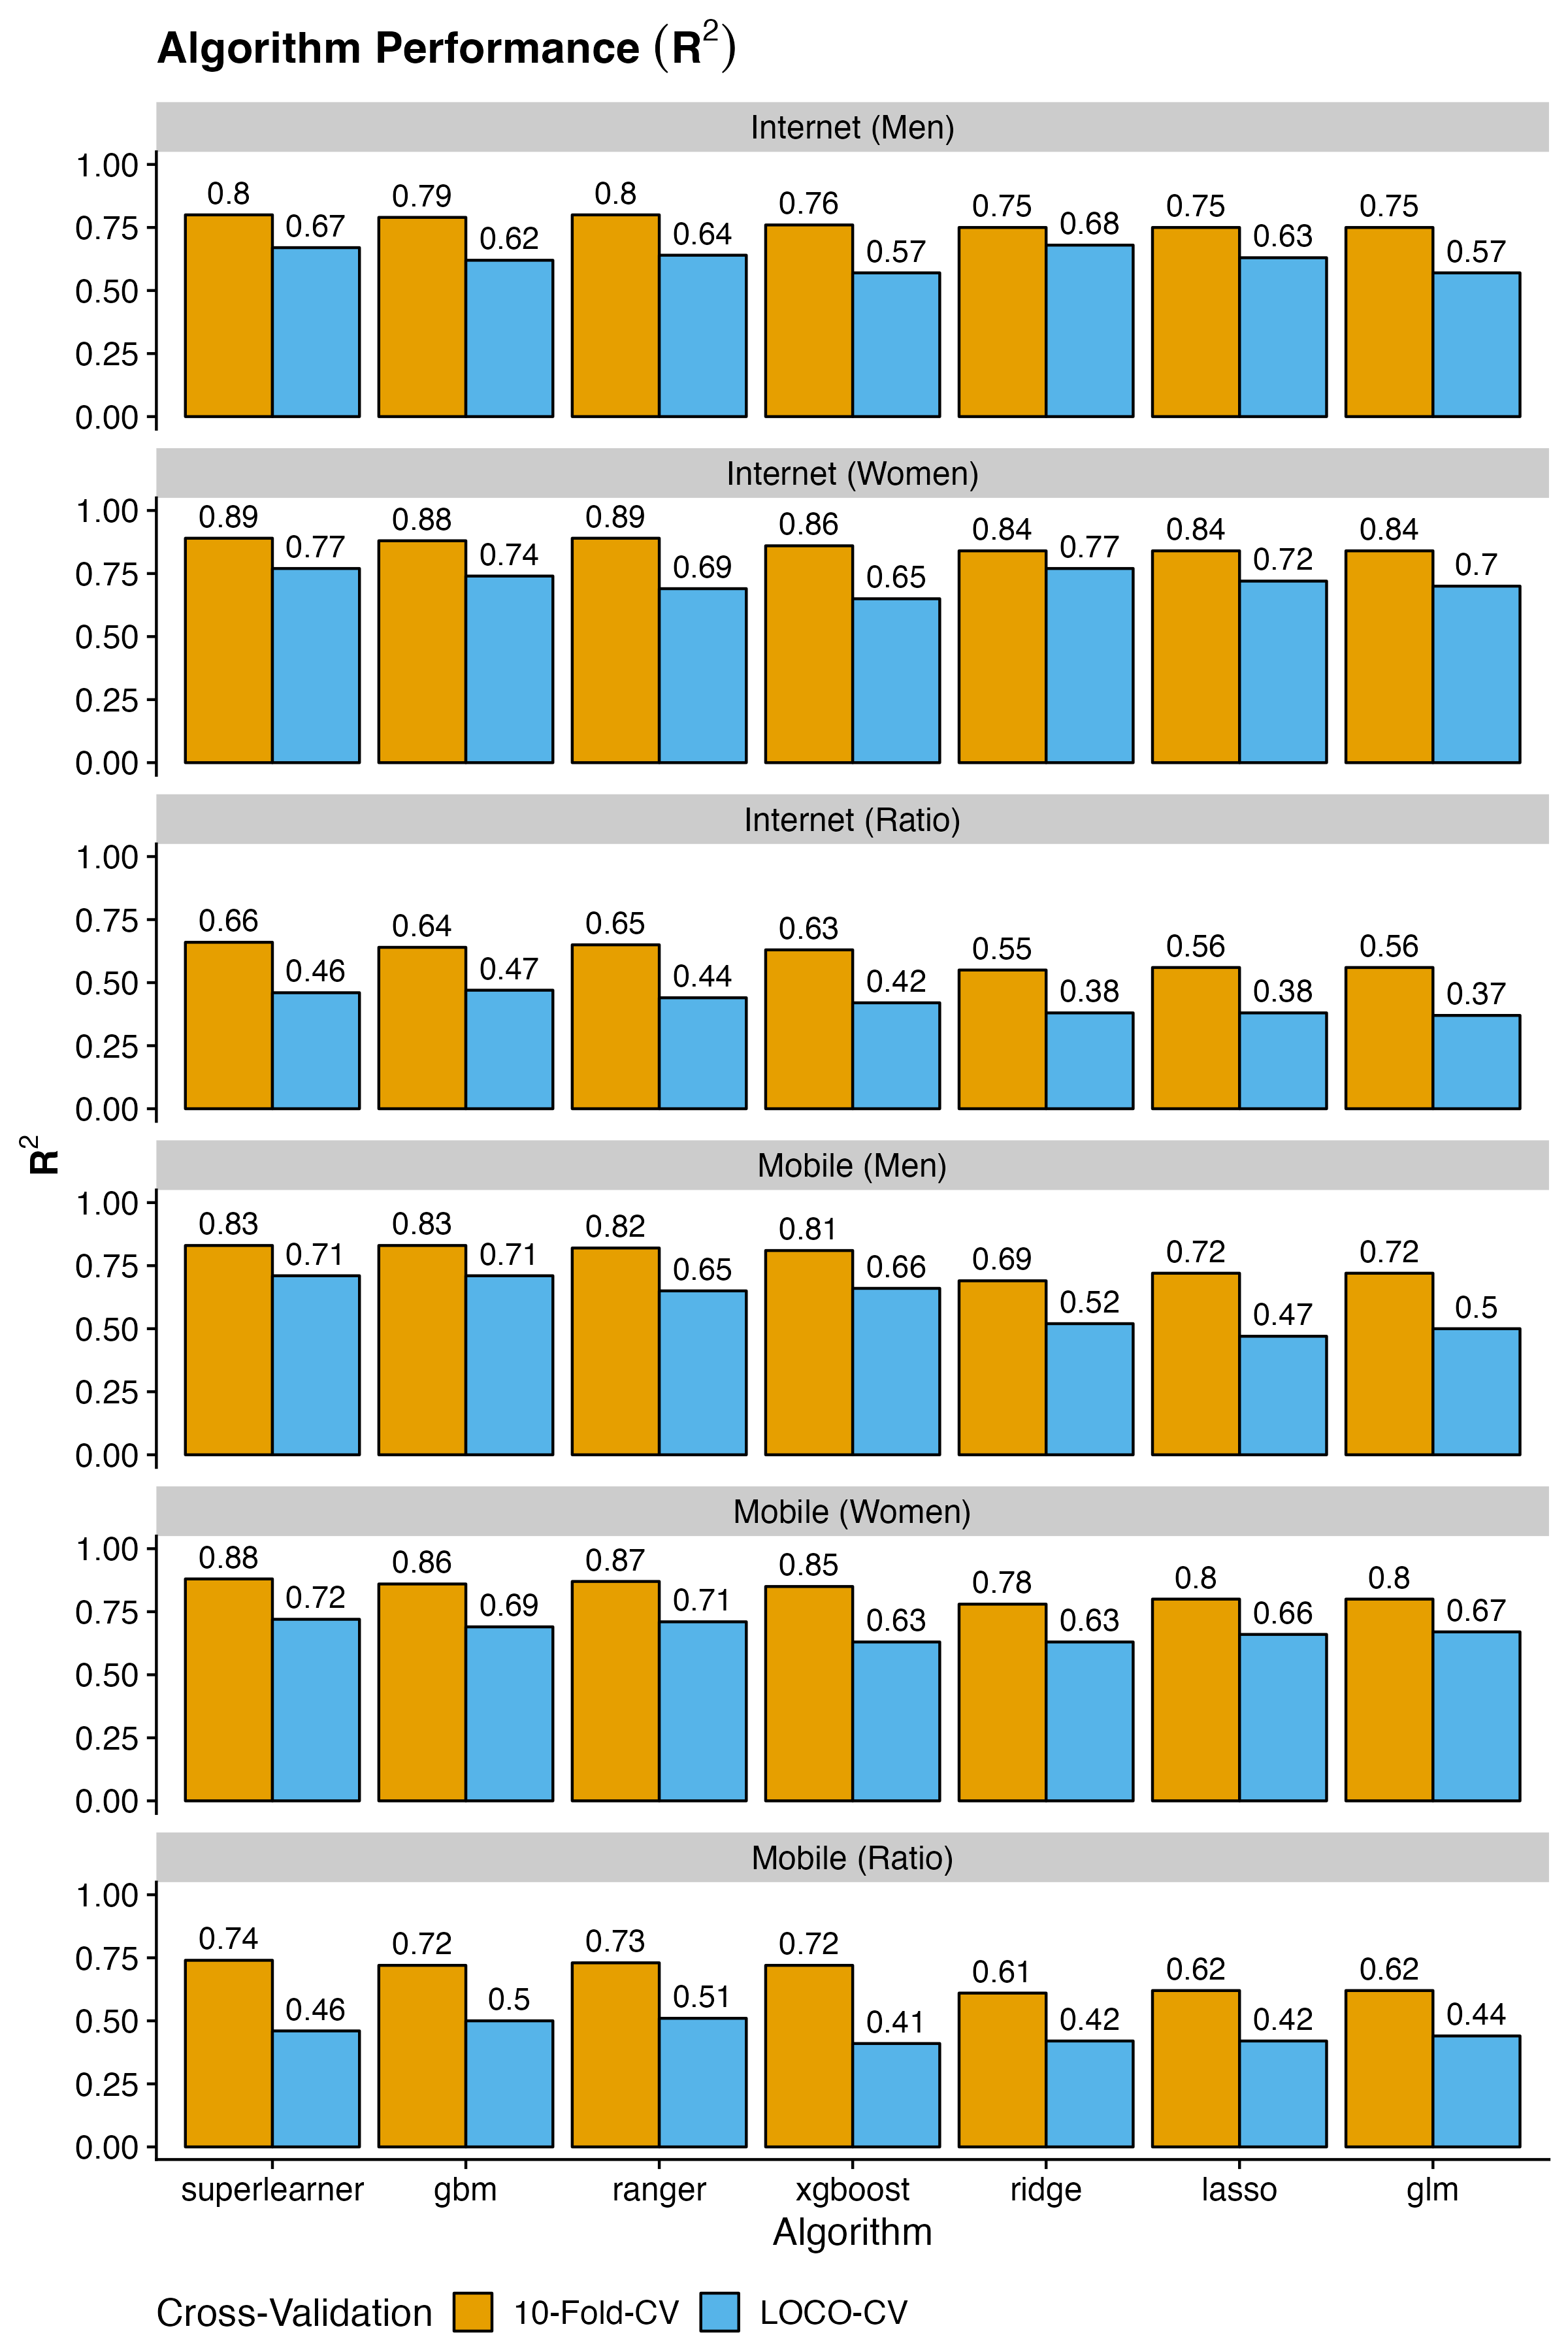 Algorithm Performance (R²)
Internet (Men)
1.00
0.75
0.50
0.25
0.00
0.8 0.67 0.79 0.62 0.8 0.64 0.76 0.57 0.75 0.68 0.75 0.63 0.75 0.57
Internet (Women)
1.00
0.75
0.50
0.25
0.00
0.89 0.77 0.88 0.74 0.89 0.69 0.86 0.65 0.84 0.77 0.84 0.72 0.84 0.7
Internet (Ratio)
1.00
0.75
0.50
0.25
0.00
0.66 0.46 0.64 0.47 0.65 0.44 0.63 0.42 0.55 0.38 0.56 0.38 0.56 0.37
R²
Mobile (Men)
1.00
0.75
0.50
0.25
0.00
0.83 0.71 0.83 0.71 0.82 0.65 0.81 0.66 0.69 0.52 0.72 0.47 0.72 0.5
Mobile (Women)
1.00
0.75
0.50
0.25
0.00
0.88 0.72 0.86 0.69 0.87 0.71 0.85 0.63 0.78 0.63 0.8 0.66 0.8 0.67
Mobile (Ratio)
1.00
0.75
0.50
0.25
0.00
0.74 0.46 0.72 0.5 0.73 0.51 0.72 0.41 0.61 0.42 0.62 0.42 0.62 0.44
superlearner gbm ranger xgboost ridge lasso glm
Algorithm
Cross-Validation 10-Fold-CV LOCO-CV